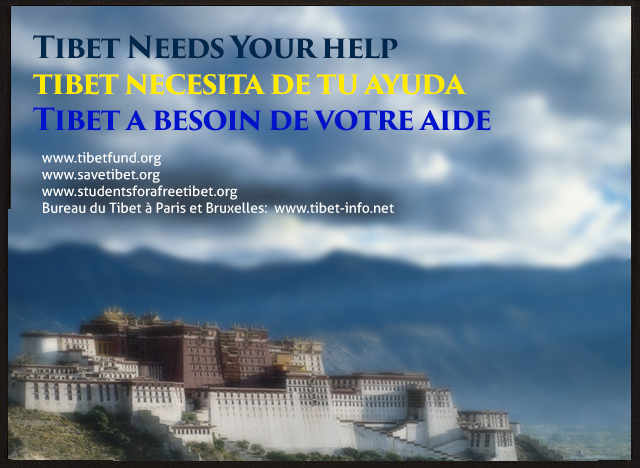 Tibet Needs Your help
TIBET NECESITA DE TU AYUDA
Tibet a besoin de votre aide
www.tibetfund.org
www.savetibet.org
www.studentsforafreetibet.org
Bureau du Tibet à Paris et Bruxelles: www.tibet-info.net